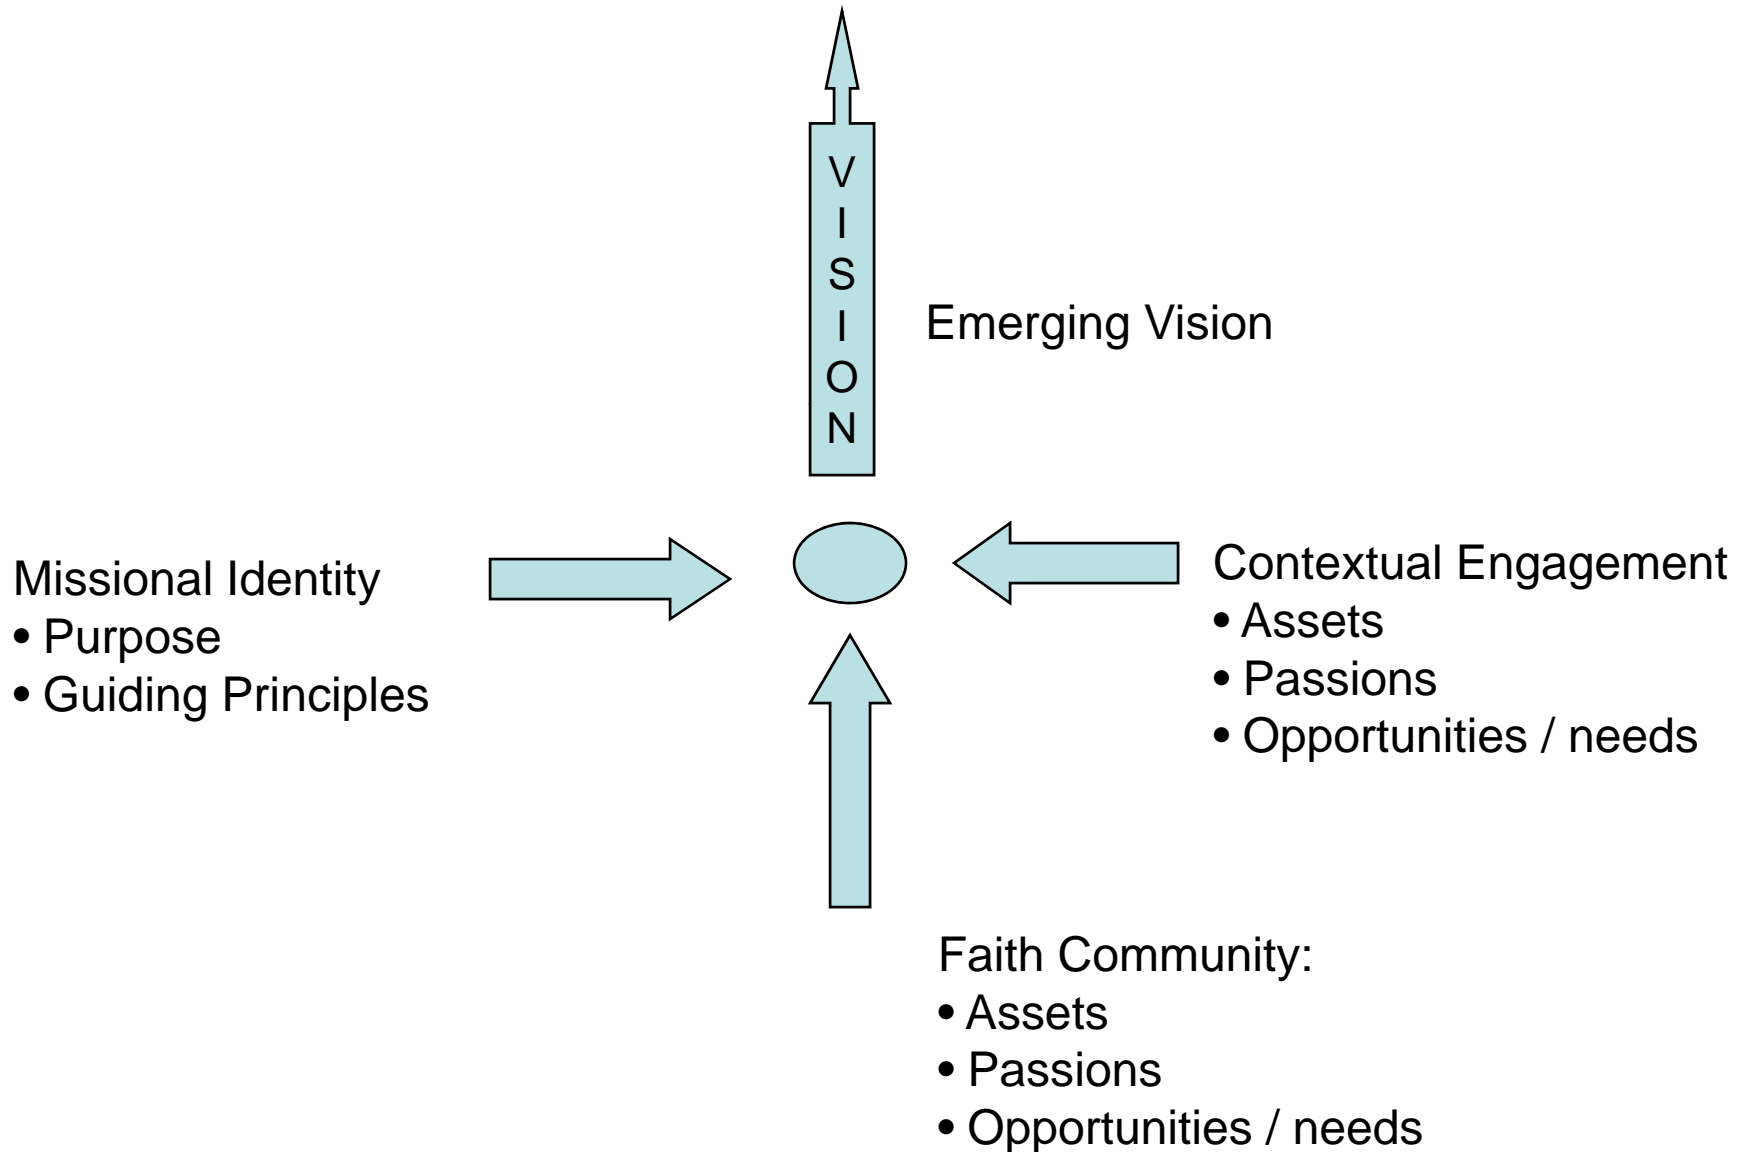 V
I
S
I
O
N
Emerging Vision
Missional Identity
• Purpose
• Guiding Principles
Contextual Engagement
• Assets
• Passions
• Opportunities / needs
Faith Community:
• Assets
• Passions
• Opportunities / needs